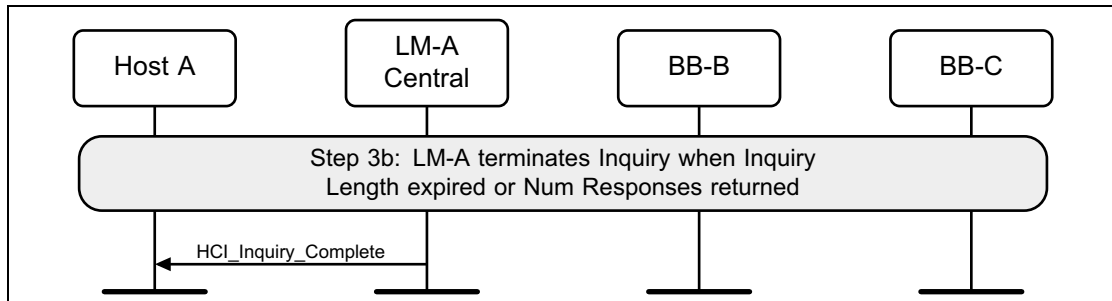 Host A
LM-A
Central
BB-B
BB-C
Step 3b: LM-A terminates Inquiry when Inquiry
Length expired or Num Responses returned
HCI_Inquiry_Complete